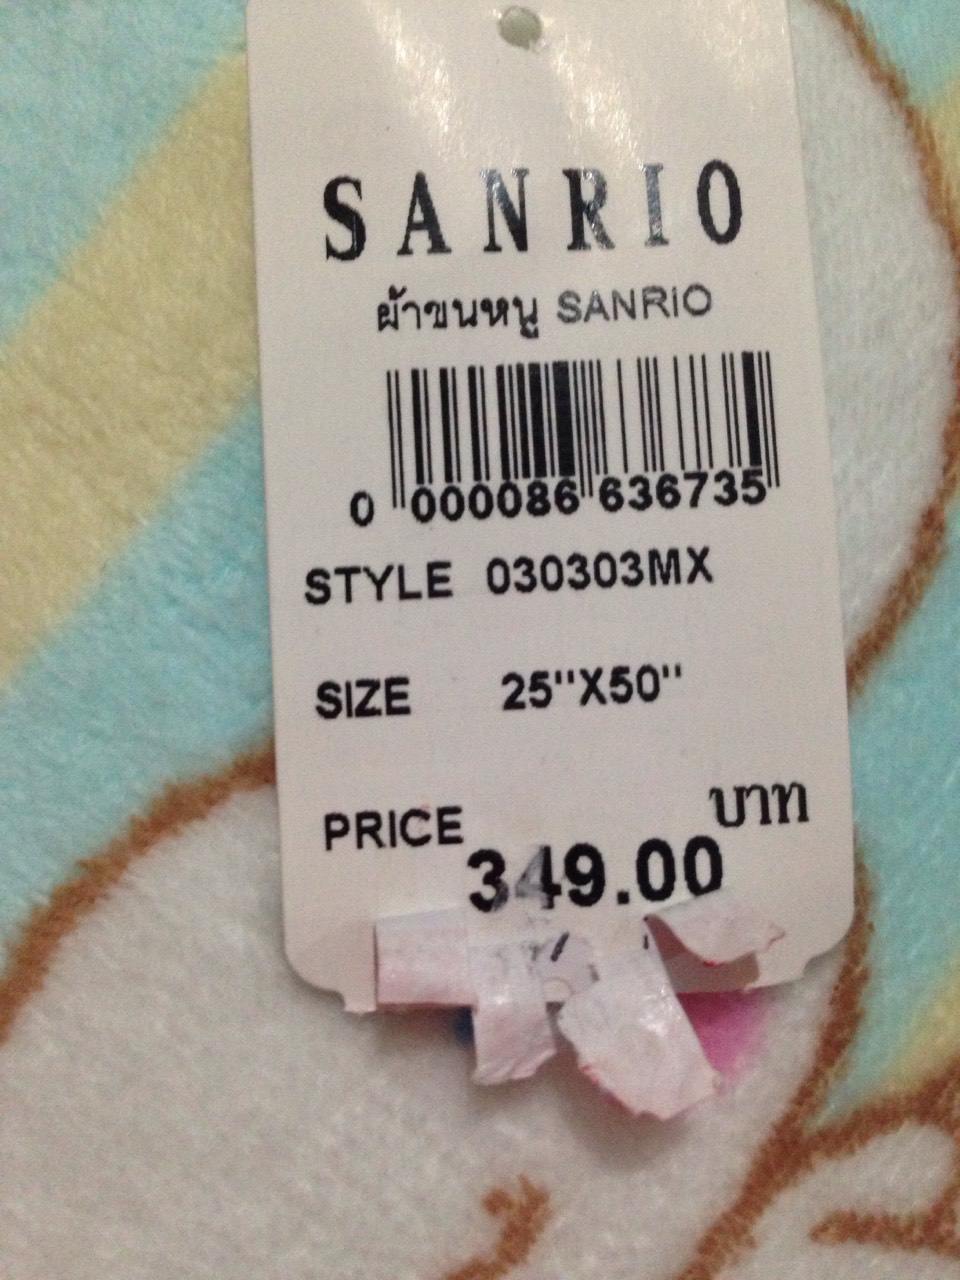 SANRIO
ผ้าขนหนู SANRiO
0 000086 636735
STYLE 030303MX
SIZE 25"X50"
PRICE บาท
349.00